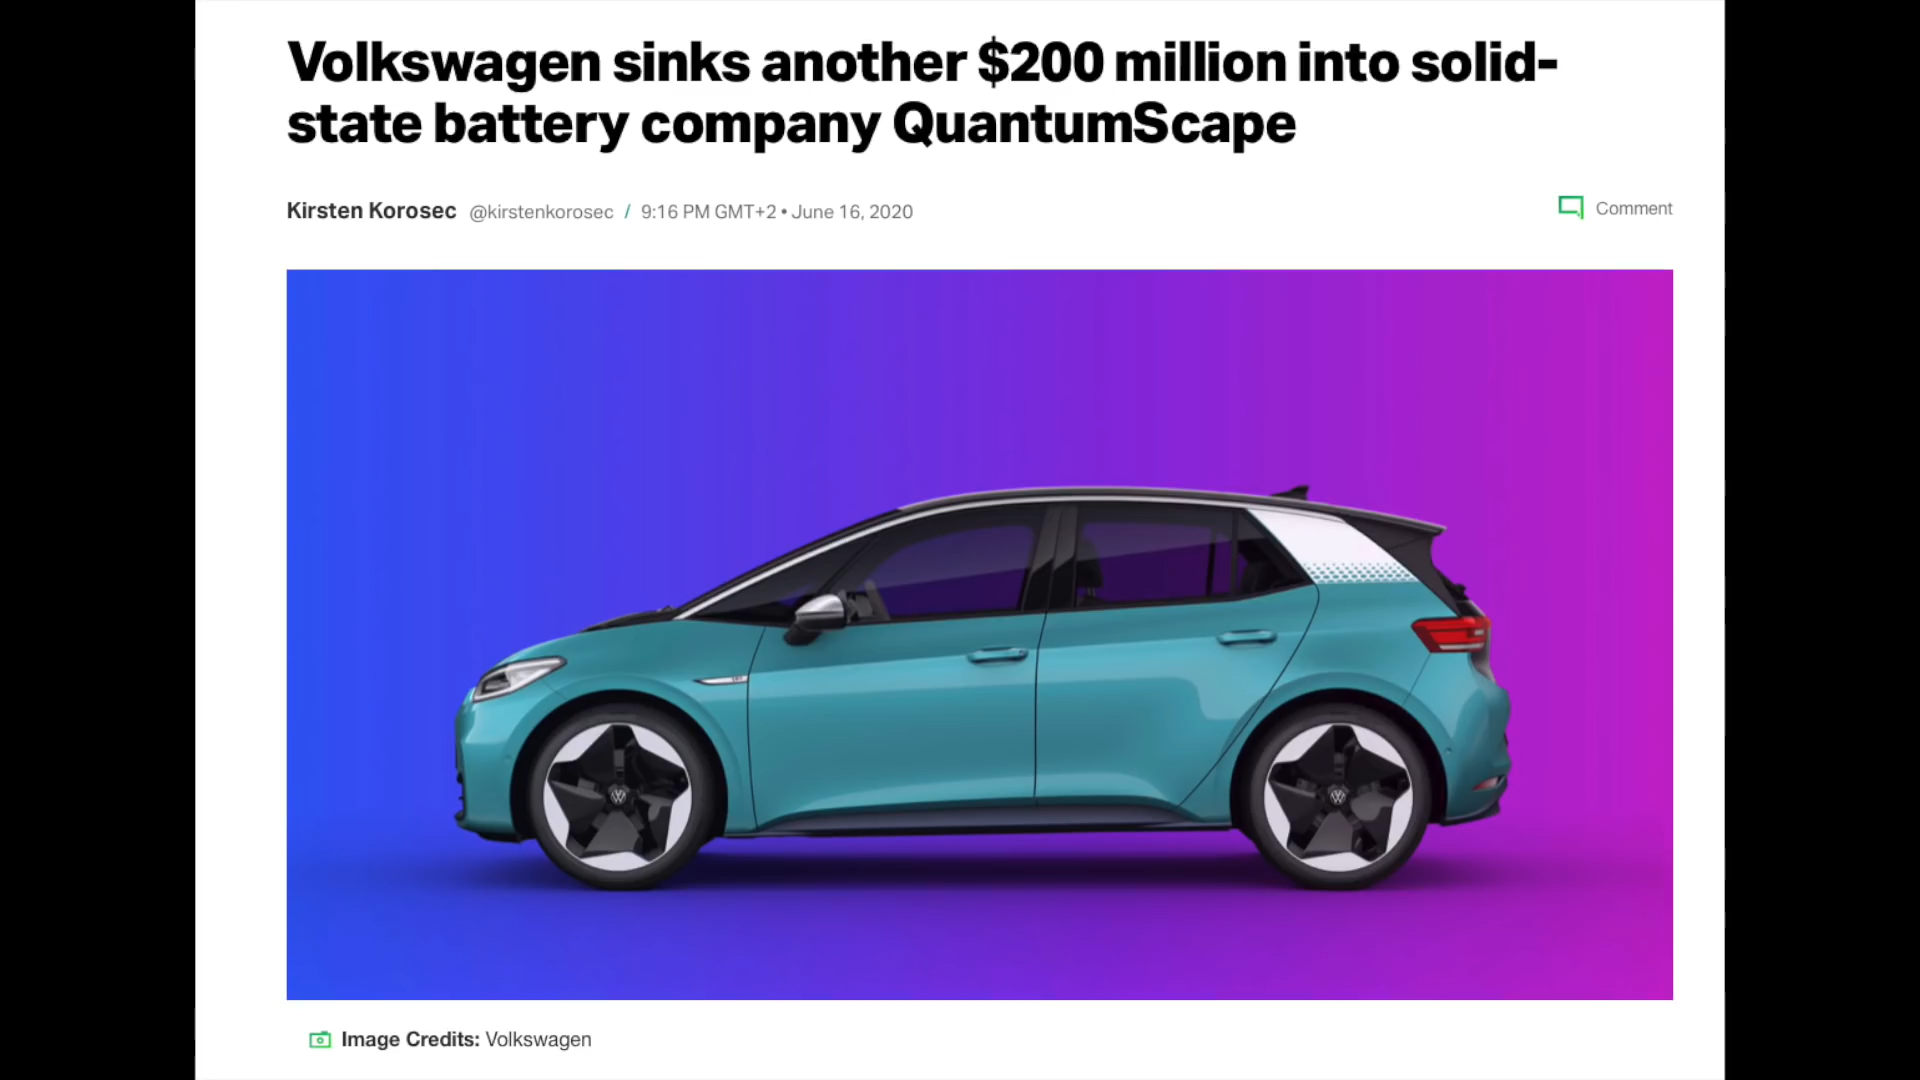 Volkswagen sinks another $200 million into solid-
state battery company QuantumScape
Kirsten Korosec @kirstenkorosec / 9:16 PM GMT+2 • June 16, 2020
Comment
Image Credits: Volkswagen